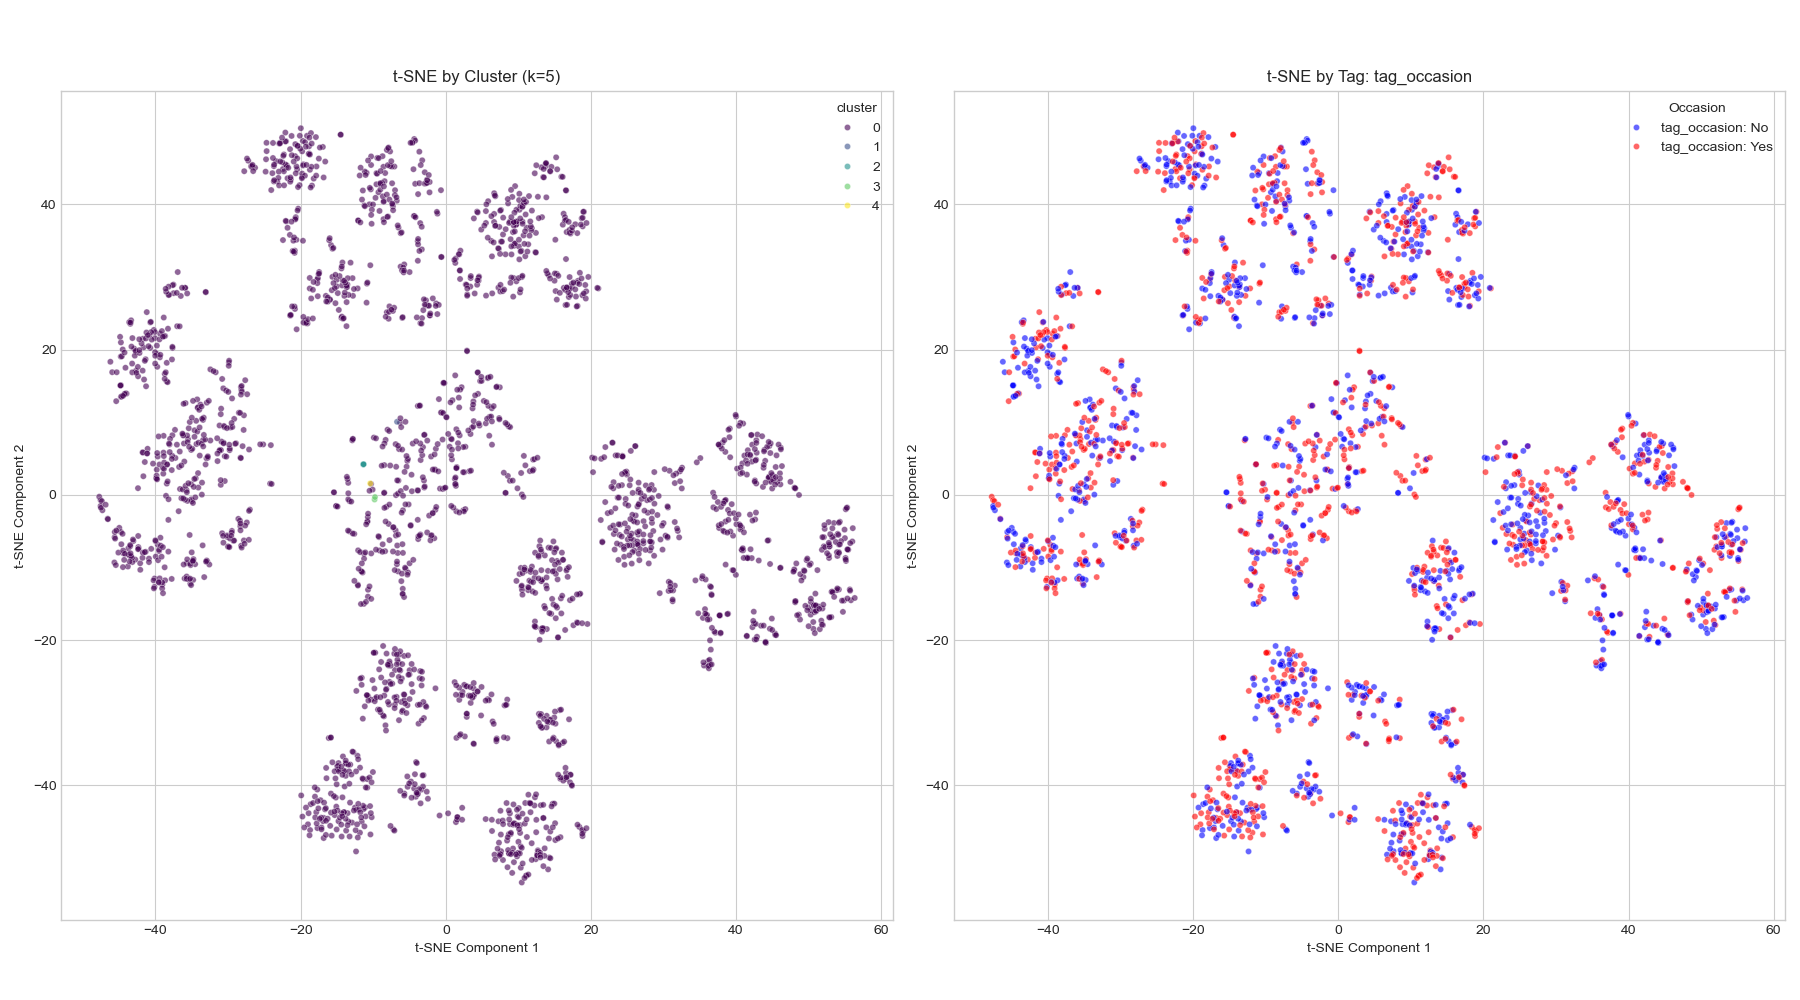 t-SNE by Cluster (k=5)
cluster
0
1
2
3
4
40
20
0
−20
−40
−40
−20
0
20
40
60
t-SNE Component 1
t-SNE Component 2
t-SNE by Tag: tag_occasion
Occasion
tag_occasion: No
tag_occasion: Yes
40
20
0
−20
−40
−40
−20
0
20
40
60
t-SNE Component 1
t-SNE Component 2